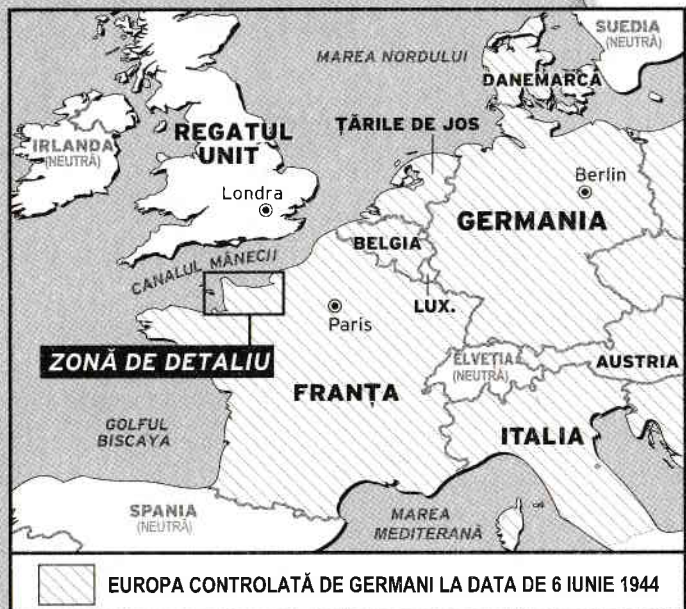 SUEDIA
(NEUTRĂ)
MAREA NORDULUI
DANEMARCA
IRLANDA
(NEUTRĂ)
REGATUL
UNIT
ȚĂRILE DE JOS
Londra
Berlin
GERMANIA
BELGIA
CANALUL MÂNECII
LUX.
Paris
ZONĂ DE DETALIU
ELVEȚIA
(NEUTRĂ)
AUSTRIA
FRANȚA
GOLFUL
BISCAYA
ITALIA
SPANIA
(NEUTRĂ)
MAREA
MEDITERANĂ
EUROPA CONTROLATĂ DE GERMANI LA DATA DE 6 IUNIE 1944